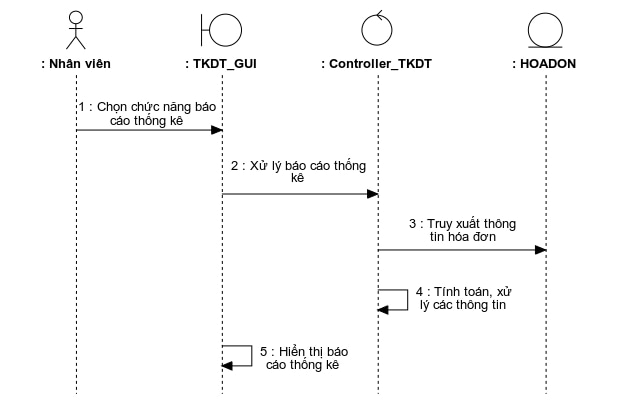 : Nhân viên
: TKDT_GUI
: Controller_TKDT
: HOADON
1 : Chọn chức năng báo
cáo thống kê
2 : Xử lý báo cáo thống
kê
3 : Truy xuất thông
tin hóa đơn
4 : Tính toán, xử
lý các thông tin
5 : Hiển thị báo
cáo thống kê